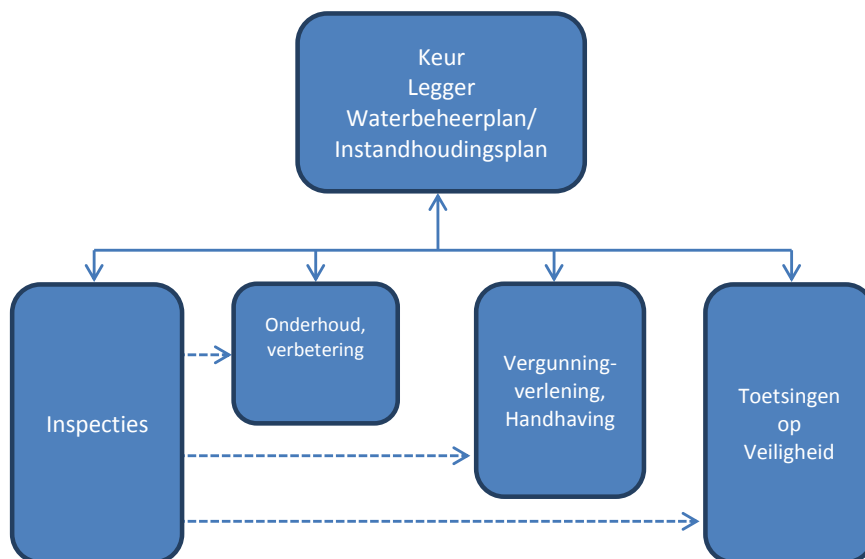 Keur
Legger
Waterbeheerplan/
Instandhoudingsplan
Inspecties
Onderhoud,
verbetering
Vergunning-
verlening,
Handhaving
Toetsingen
op
Veiligheid